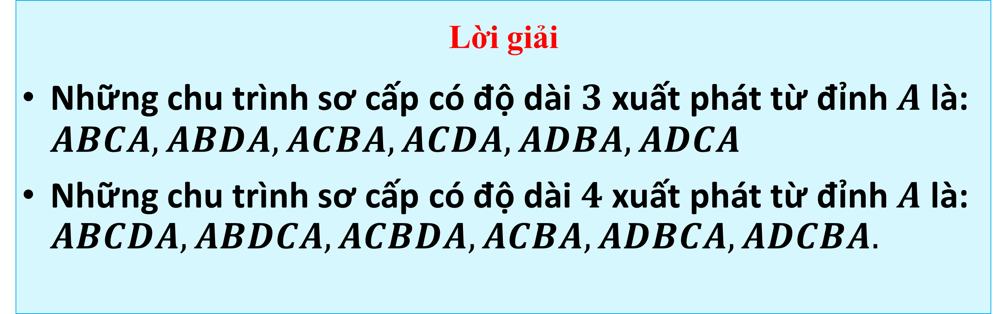 Lời giải
• Những chu trình sơ cấp có độ dài 3 xuất phát từ đỉnh A là:
ABCA, ABDA, ACBA, ACDA, ADBA, ADCA
• Những chu trình sơ cấp có độ dài 4 xuất phát từ đỉnh A là:
ABCDA, ABDCA, ACBDA, ACBA, ADBCA, ADCBA.